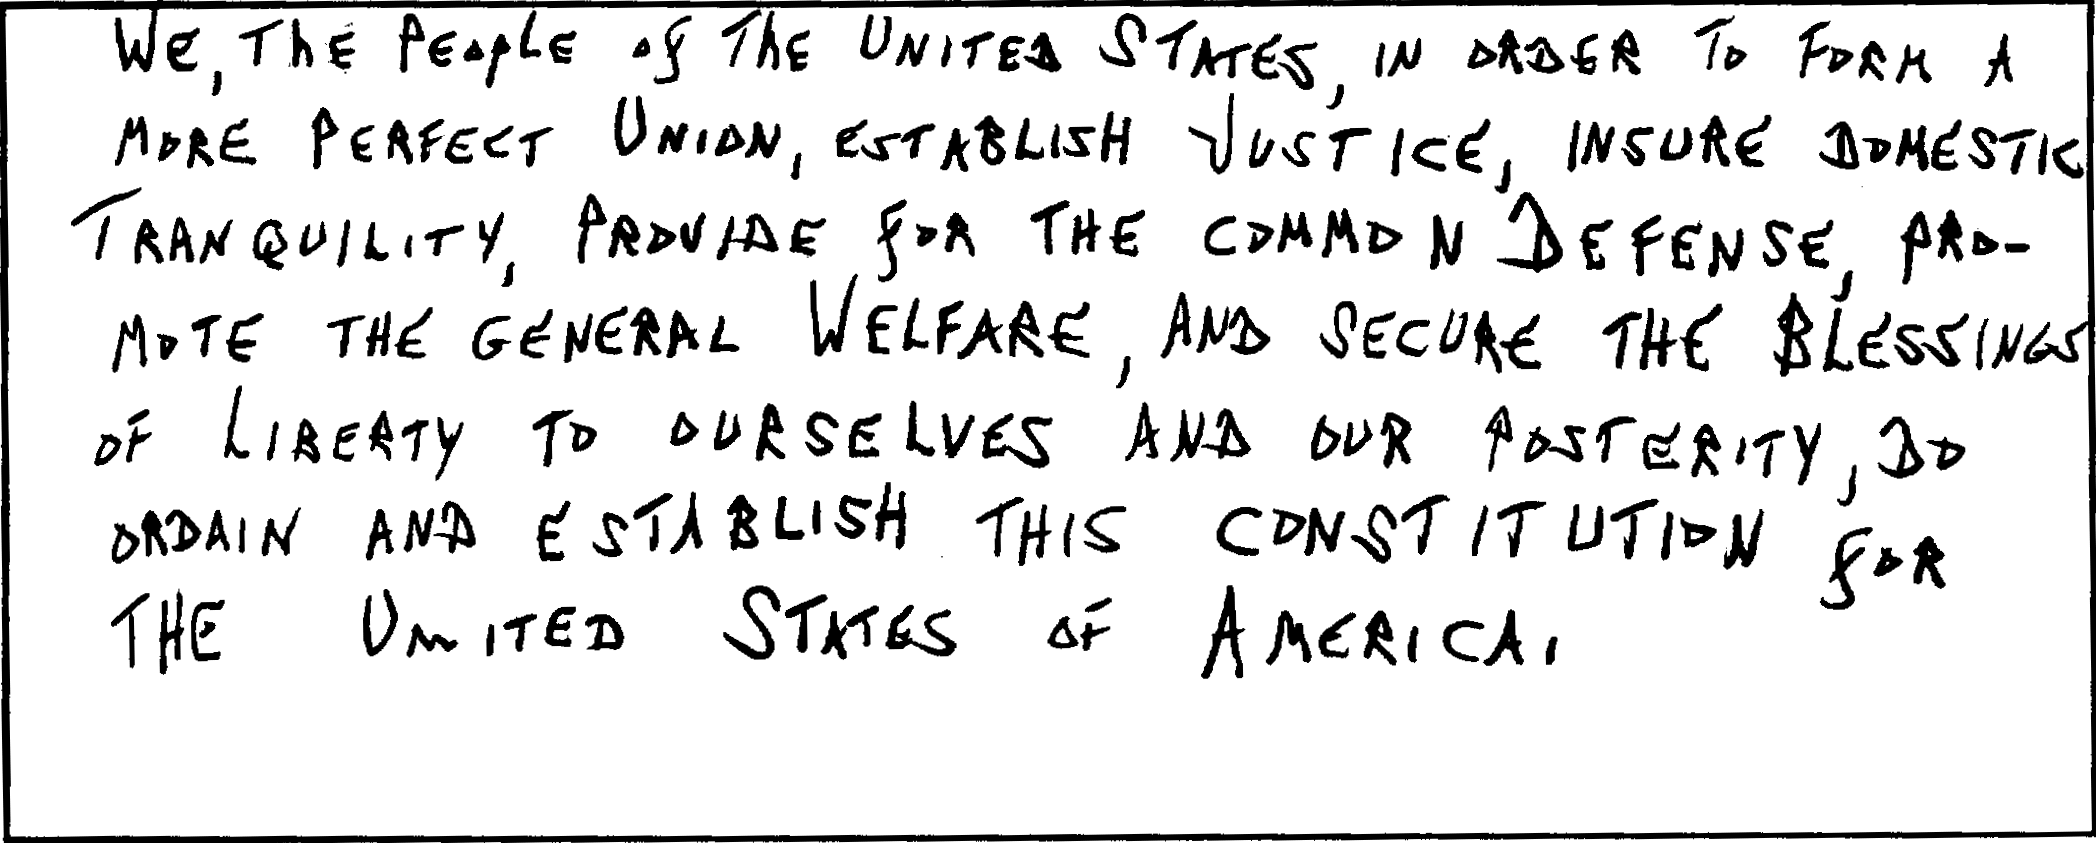 We, The People of The United States, in order to form a
more perfect Union, establish Justice, insure domestic
Tranquility, provide for the common Defense, pro-
mote the general Welfare, and secure the Blessings
of Liberty to ourselves and our Posterity, do
ordain and establish this Constitution for
the United States of America.